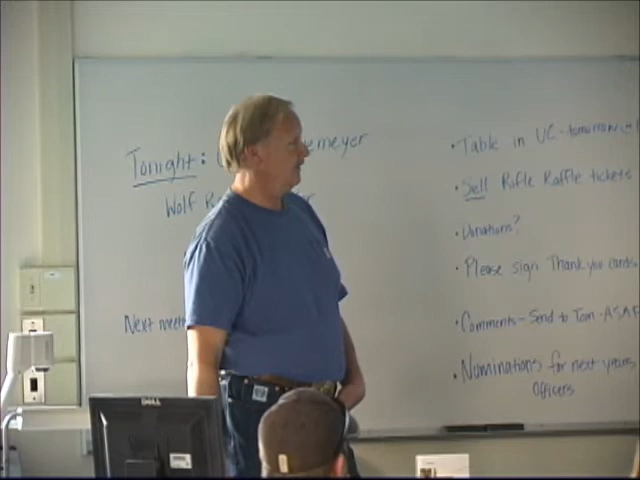 Tonight: emeyer
Wolf R
Next meet
• Table in UC - tomorrow
• Sell Rifle Raffle tickets
• Donations?
• Please sign Thank you cards
• Comments - Send to Tom - ASAP
• Nominations for next years
Officers
DELL